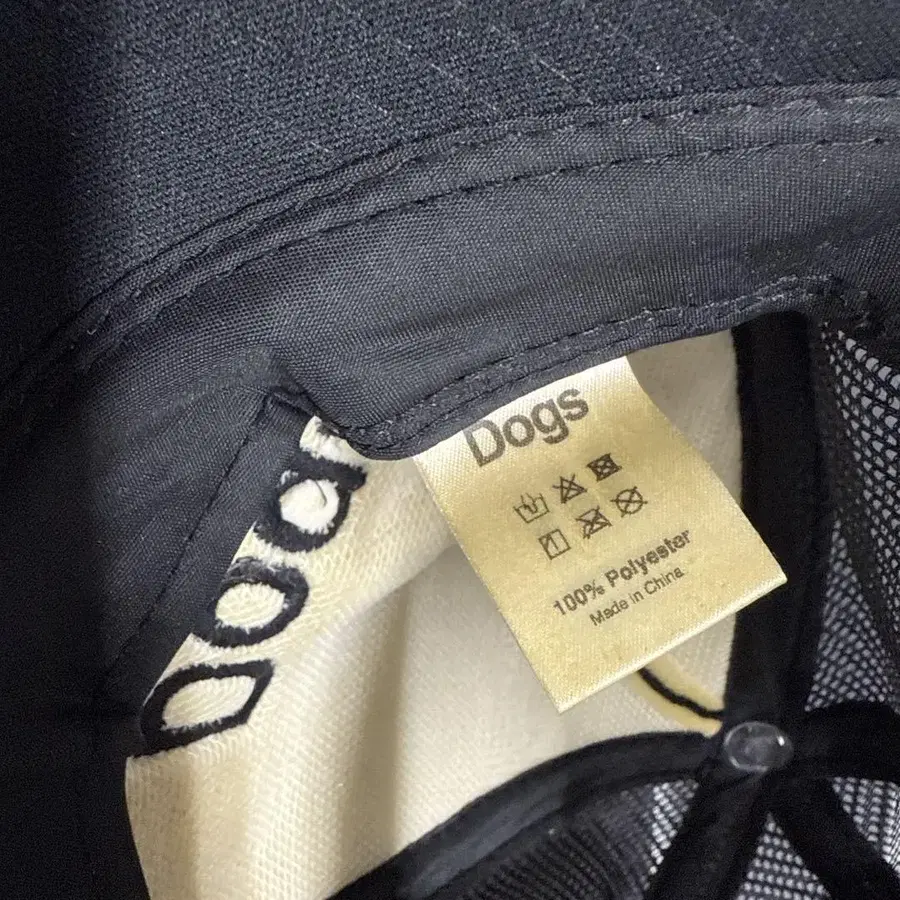 Dogs
100% Polyester
Made in China.